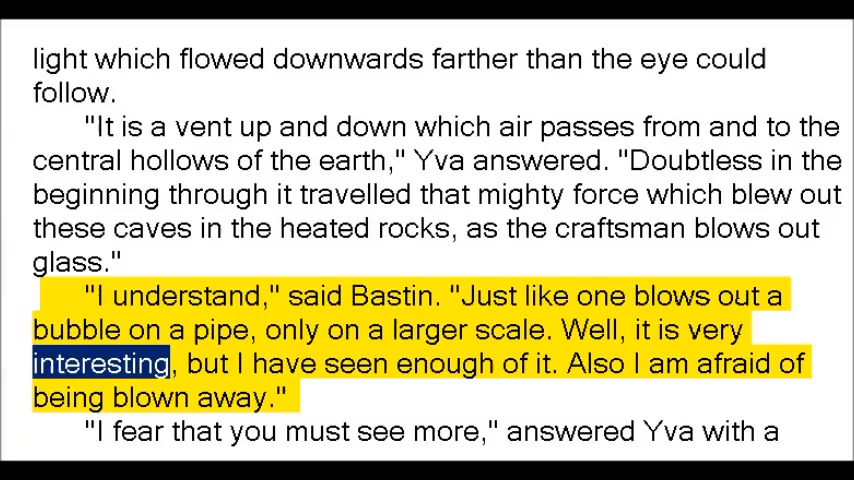 light which flowed downwards farther than the eye could
follow.
"It is a vent up and down which air passes from and to the
central hollows of the earth," Yva answered. "Doubtless in the
beginning through it travelled that mighty force which blew out
these caves in the heated rocks, as the craftsman blows out
glass."
"I understand," said Bastin. "Just like one blows out a
bubble on a pipe, only on a larger scale. Well, it is very
interesting, but I have seen enough of it. Also I am afraid of
being blown away."
"I fear that you must see more," answered Yva with a